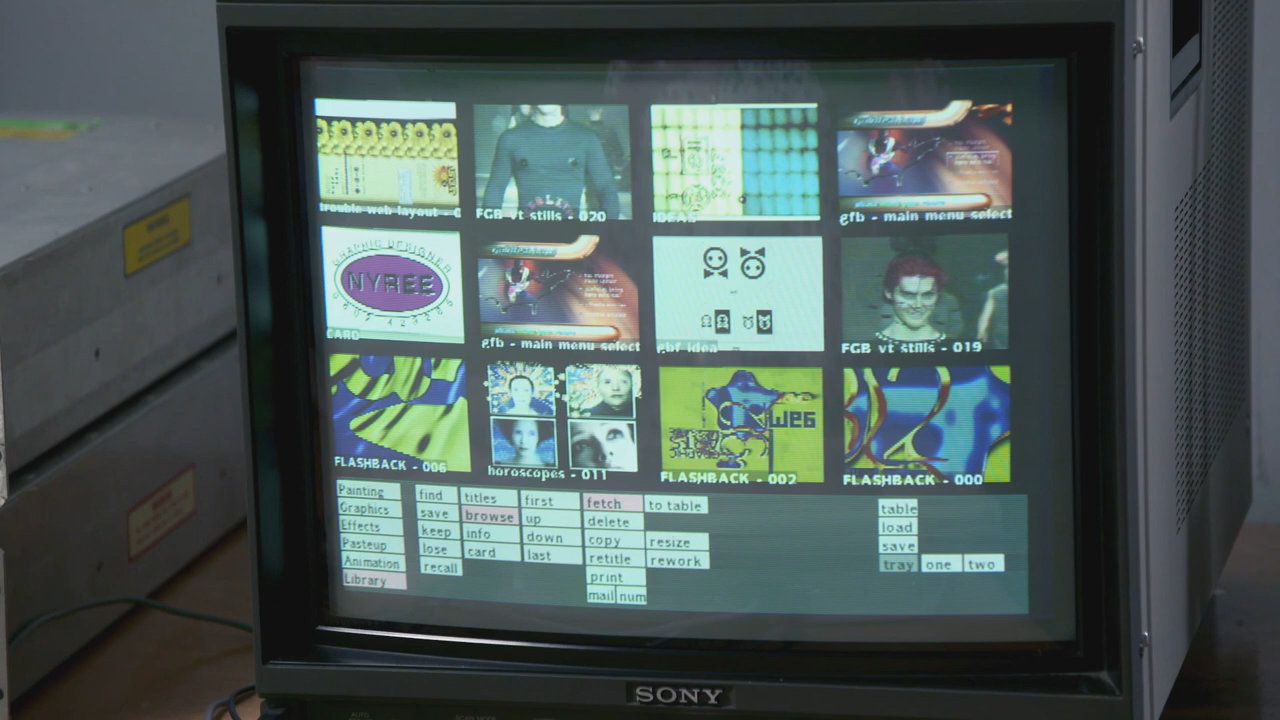 trouble web layout - 
FGB vt stills - 020
IDEAS
gfb - main menu select
GRAPHIC DESIGNER
NYREE
CARD
gfb - main menu select
gbf idea
FGB vt stills - 019
FLASHBACK - 006
horoscopes - 011
FLASHBACK - 002
FLASHBACK - 000
Painting find titles first fetch to table table
Graphics save browse up delete load
Effects keep info down copy resize save
Pasteup lose card last retitle rework tray one two
Animation recall print
Library mail num
SONY